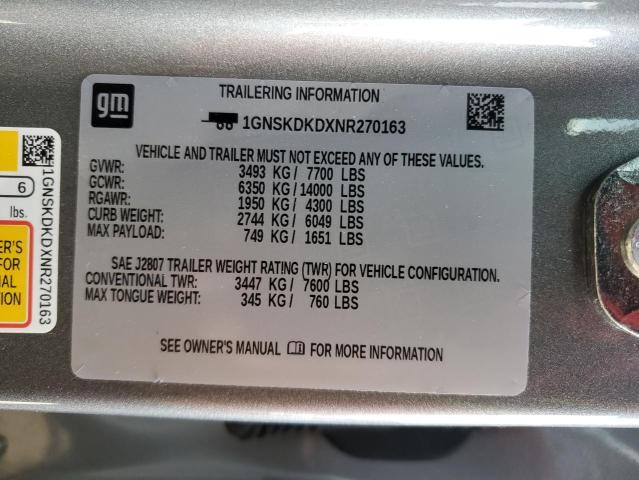 gm
TRAILERING INFORMATION
1GNSKDKDXNR270163
VEHICLE AND TRAILER MUST NOT EXCEED ANY OF THESE VALUES.
GVWR: 3493 KG/ 7700 LBS
GCWR: 6350 KG/ 14000 LBS
RGAWR: 1950 KG/ 4300 LBS
CURB WEIGHT: 2744 KG/ 6049 LBS
MAX PAYLOAD: 749 KG/ 1651 LBS
SAE J2807 TRAILER WEIGHT RATING (TWR) FOR VEHICLE CONFIGURATION.
CONVENTIONAL TWR: 3447 KG/ 7600 LBS
MAX TONGUE WEIGHT: 345 KG/ 760 LBS
SEE OWNER'S MANUAL FOR MORE INFORMATION
6
lbs.
OWNER'S
FOR
1GNSKDKDXNR270163